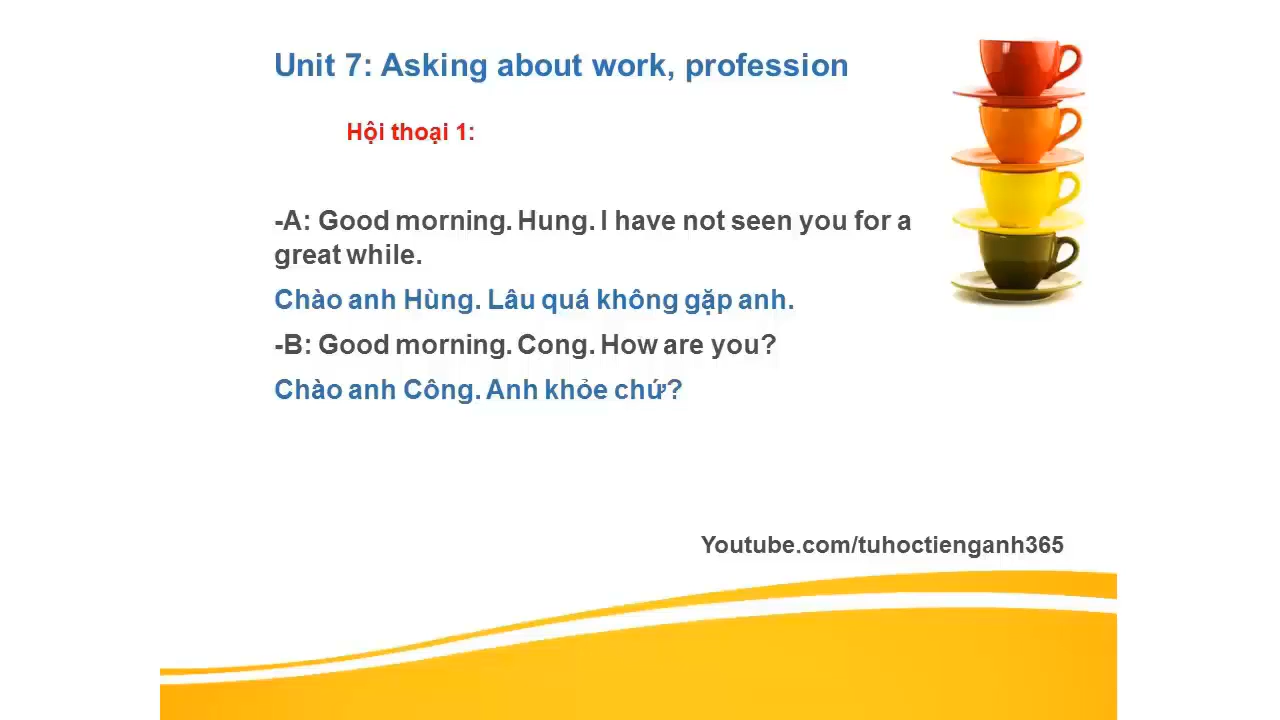 Unit 7: Asking about work, profession
Hội thoại 1:
-A: Good morning. Hung. I have not seen you for a
great while.
Chào anh Hùng. Lâu quá không gặp anh.
-B: Good morning. Cong. How are you?
Chào anh Công. Anh khỏe chứ?
Youtube.com/tuhoctienganh365